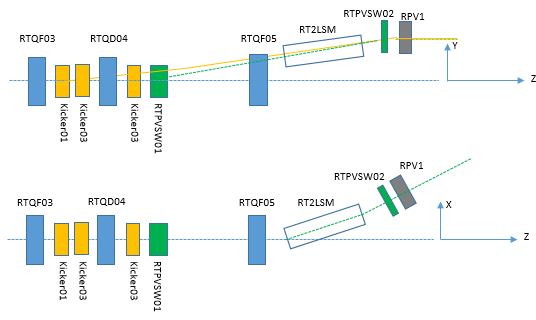 RTPVSW02
RPV1
RT2LSM
RTQF03
RTQD04
RTQF05
Y
Z
Kicker01
Kicker03
Kicker03
RTPVSW01
RPV1
RTPVSW02
RTQF03
RTQD04
RTQF05
RT2LSM
X
Z
Kicker01
Kicker03
Kicker03
RTPVSW01